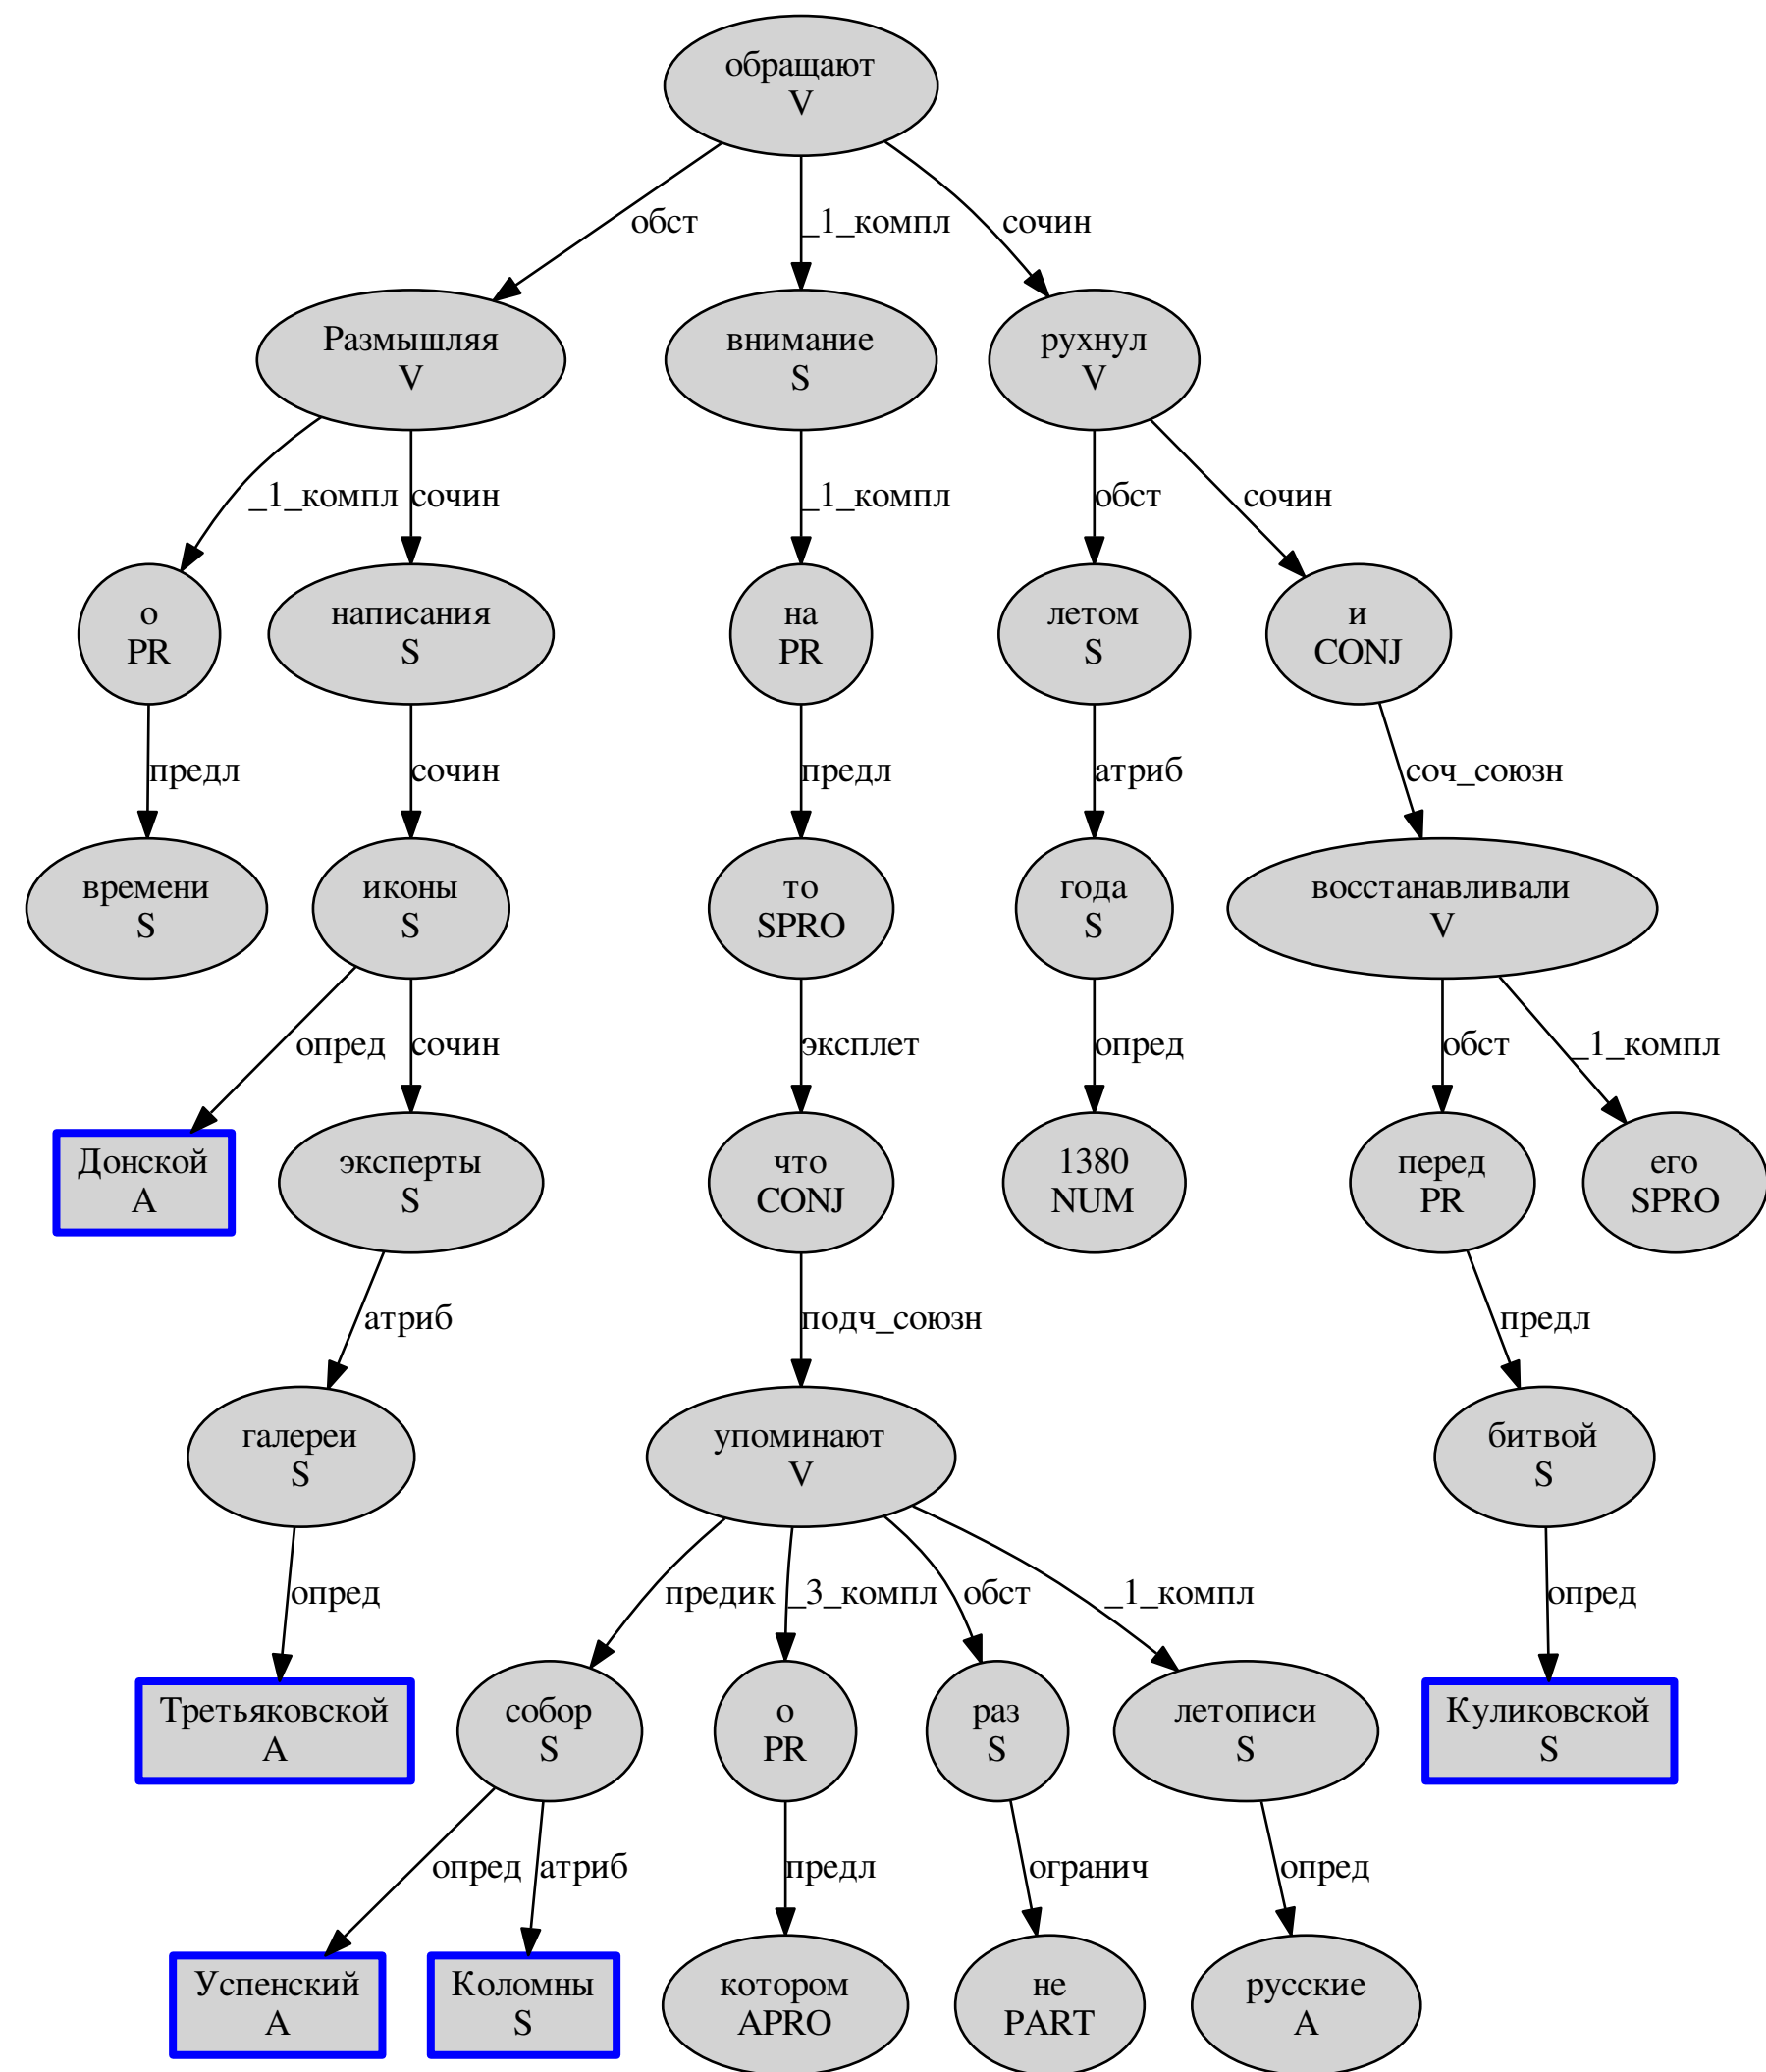 обращают
V
обст
_1_компл
сочин
Размышляя
V
внимание
S
рухнул
V
_1_компл
сочин
_1_компл
обст
сочин
о
PR
написания
S
на
PR
летом
S
и
CONJ
предл
сочин
предл
атриб
соч_союзн
времени
S
иконы
S
то
SPRO
года
S
восстанавливали
V
опред
сочин
эксплет
опред
обст
_1_компл
Донской
A
эксперты
S
что
CONJ
1380
NUM
перед
PR
его
SPRO
атриб
подч_союзн
предл
галереи
S
упоминают
V
битвой
S
опред
предик
_3_компл
обст
_1_компл
опред
Третьяковской
A
собор
S
о
PR
раз
S
летописи
S
Куликовской
S
опред
атриб
предл
огранич
опред
Успенский
A
Коломны
S
котором
APRO
не
PART
русские
A